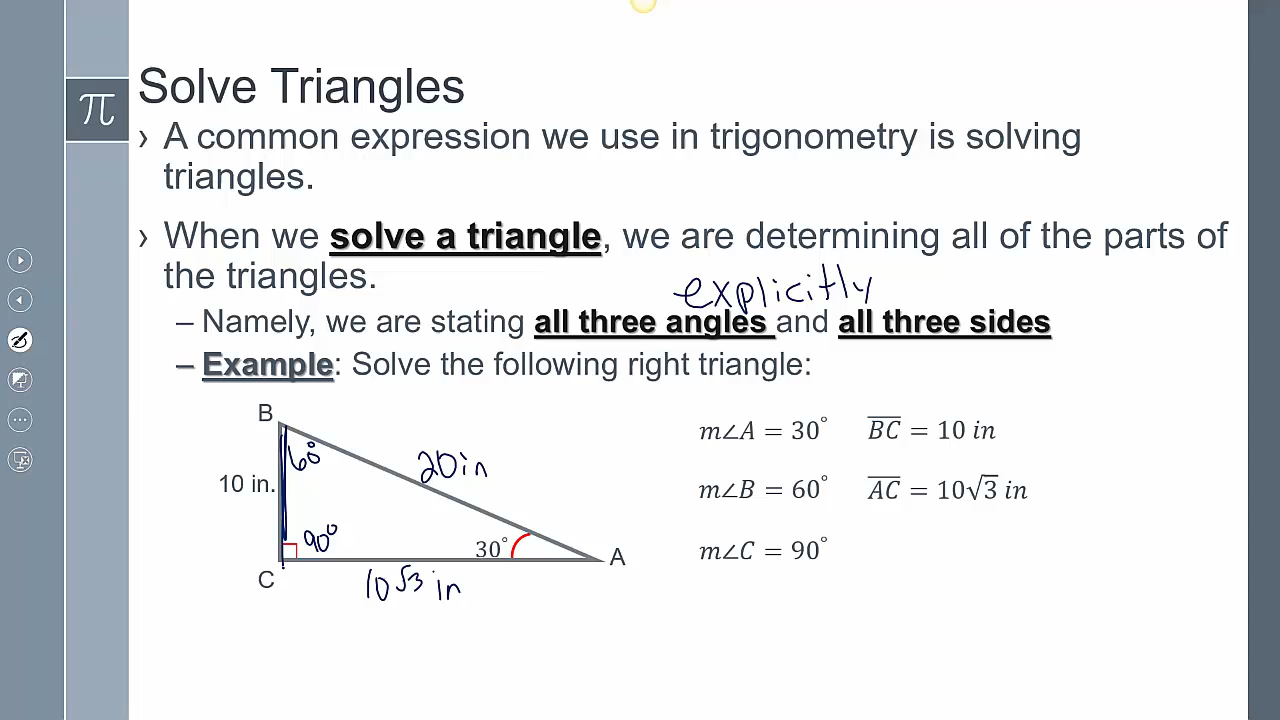 Solve Triangles
π
› A common expression we use in trigonometry is solving
triangles.
› When we solve a triangle, we are determining all of the parts of
the triangles.
explicitly
– Namely, we are stating all three angles and all three sides
– Example: Solve the following right triangle:
B
60°
10 in.
20 in
90°
30°
A
C
10√3 in
m∠A = 30° B̅C̅ = 10 in
m∠B = 60° A̅C̅ = 10√3 in
m∠C = 90°